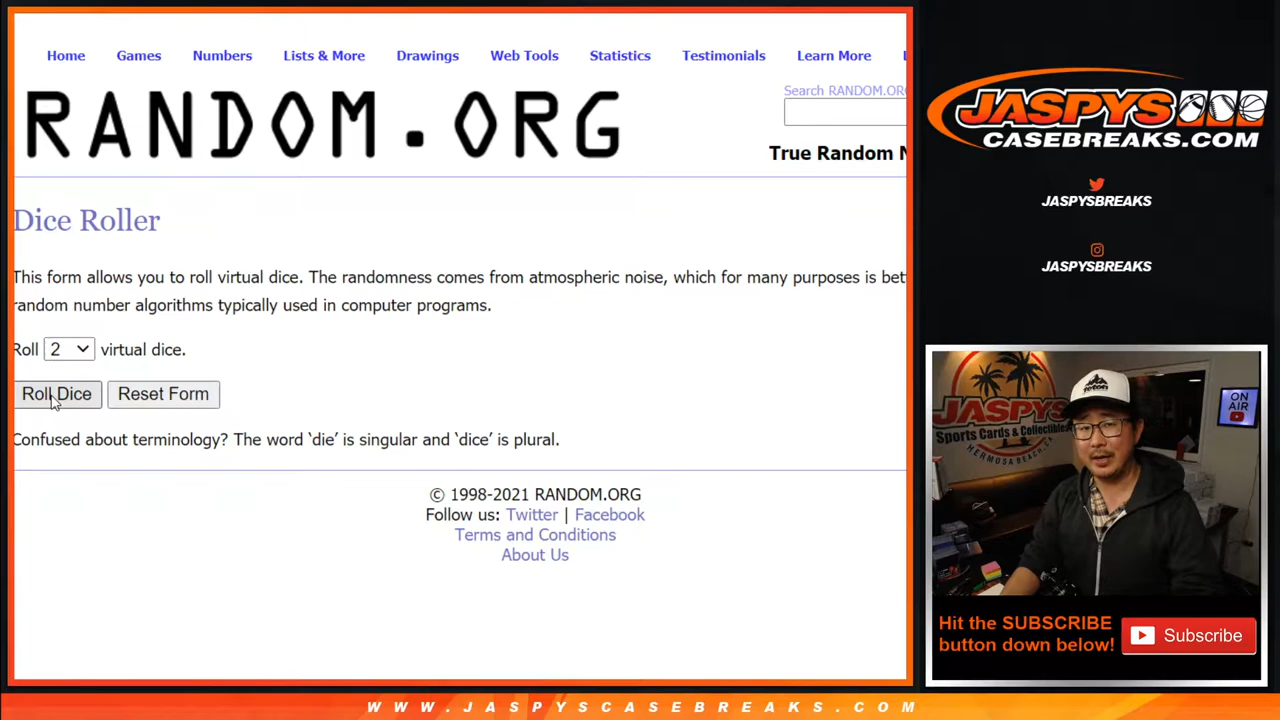 Home Games Numbers Lists & More Drawings Web Tools Statistics Testimonials Learn More
Search RANDOM.OR
RANDOM.ORG
True Random N
Dice Roller
This form allows you to roll virtual dice. The randomness comes from atmospheric noise, which for many purposes is bet
random number algorithms typically used in computer programs.
Roll 2 virtual dice.
Roll Dice Reset Form
Confused about terminology? The word ‘die’ is singular and ‘dice’ is plural.
© 1998-2021 RANDOM.ORG
Follow us: Twitter | Facebook
Terms and Conditions
About Us
JASPYS
CASEBREAKS.COM
JASPYSBREAKS
JASPYSBREAKS
JASPYS
Sports Cards & Collectibles
HERMOSA BEACH, CA
ON
AIR
Hit the SUBSCRIBE
button down below!
Subscribe
WWW.JASPYSCASEBREAKS.COM